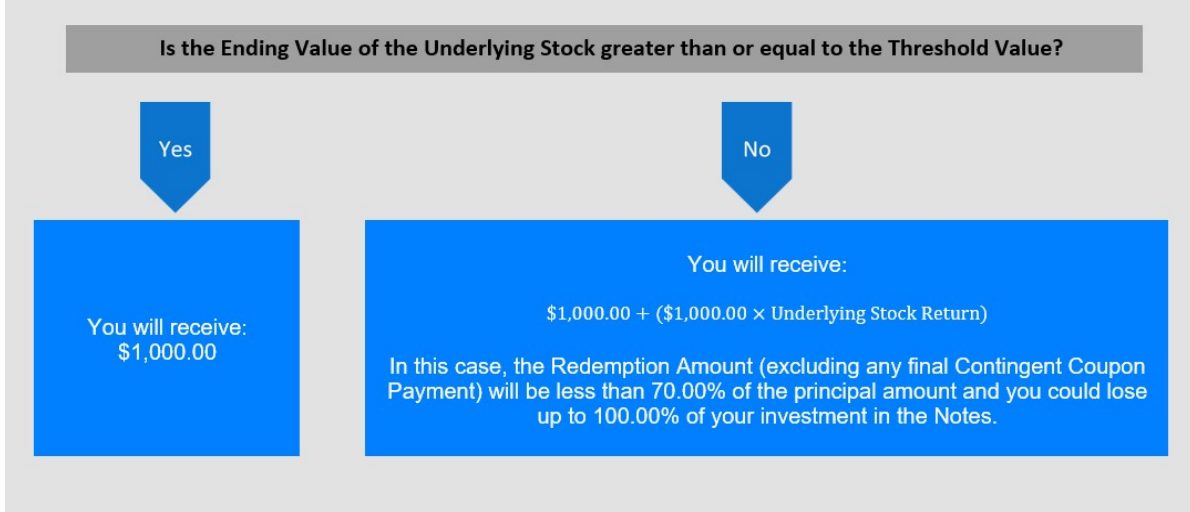 Is the Ending Value of the Underlying Stock greater than or equal to the Threshold Value?
Yes
No
You will receive:
$1,000.00
You will receive:
$1,000.00 + ($1,000.00 × Underlying Stock Return)
In this case, the Redemption Amount (excluding any final Contingent Coupon
Payment) will be less than 70.00% of the principal amount and you could lose
up to 100.00% of your investment in the Notes.